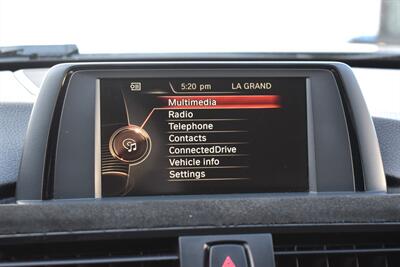 5:20 pm LA GRAND
Multimedia
Radio
Telephone
Contacts
ConnectedDrive
Vehicle info
Settings